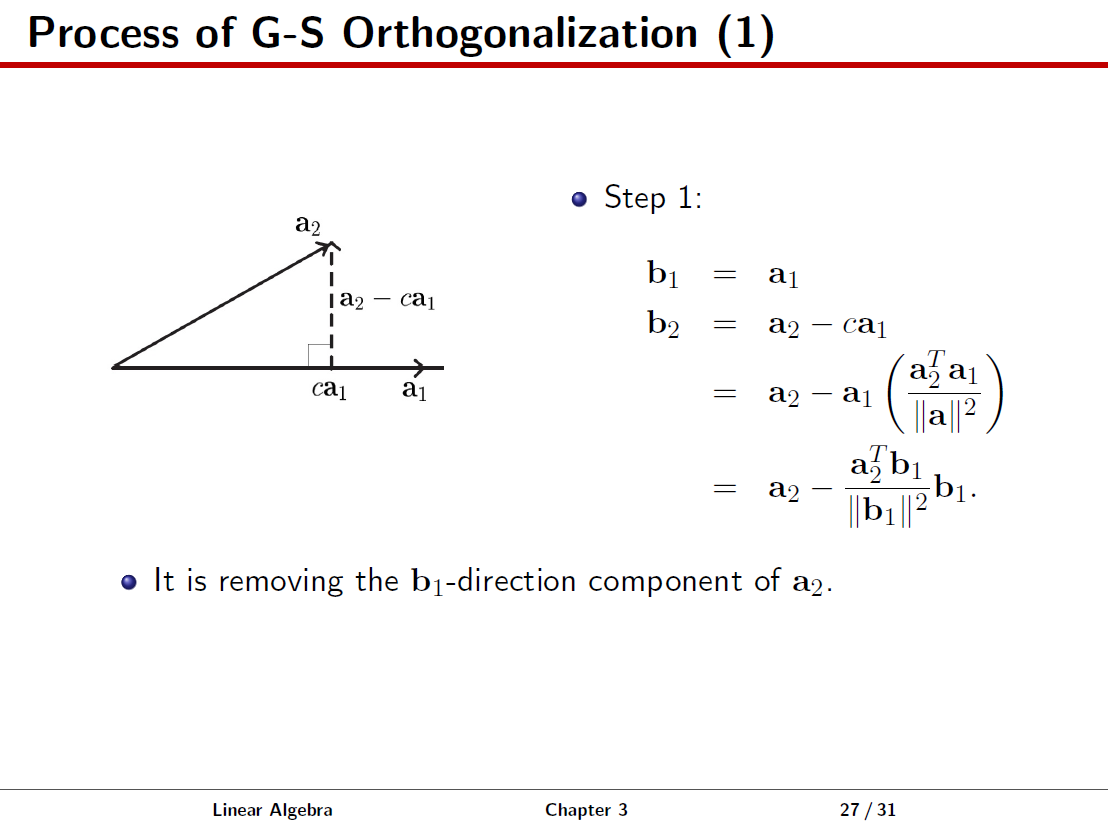 Process of G-S Orthogonalization (1)
a₂
a₂ − ca₁
ca₁ a₁
Step 1:
b₁ = a₁
b₂ = a₂ − ca₁
= a₂ − a₁ (a₂ᵀa₁ / ‖a‖²)
= a₂ − a₂ᵀb₁ / ‖b₁‖² b₁.
It is removing the b₁-direction component of a₂.
Linear Algebra Chapter 3 27 / 31